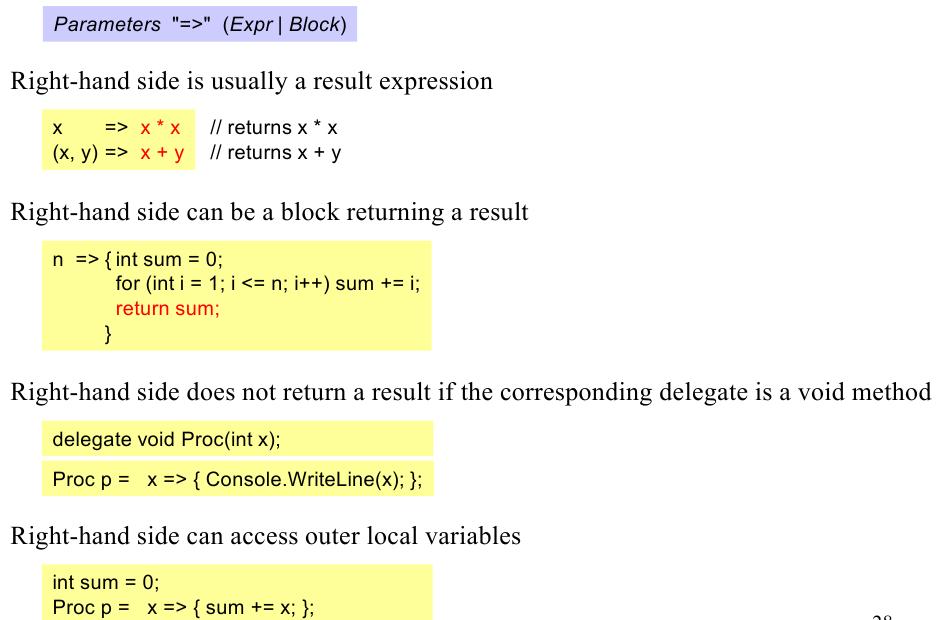 Parameters "=>" (Expr | Block)
Right-hand side is usually a result expression
x => x * x // returns x * x
(x, y) => x + y // returns x + y
Right-hand side can be a block returning a result
n => { int sum = 0;
for (int i = 1; i <= n; i++) sum += i;
return sum;
}
Right-hand side does not return a result if the corresponding delegate is a void method
delegate void Proc(int x);
Proc p = x => { Console.WriteLine(x); };
Right-hand side can access outer local variables
int sum = 0;
Proc p = x => { sum += x; };